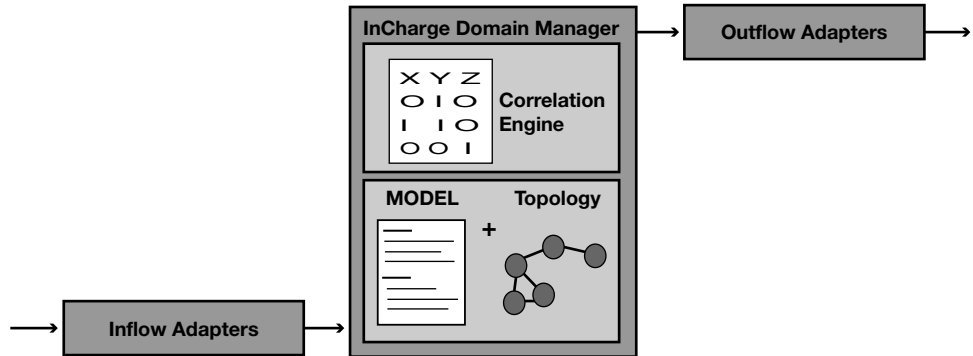 InCharge Domain Manager
Outflow Adapters
X Y Z
O I O
I I O
O O I
Correlation
Engine
MODEL
+
Topology
Inflow Adapters